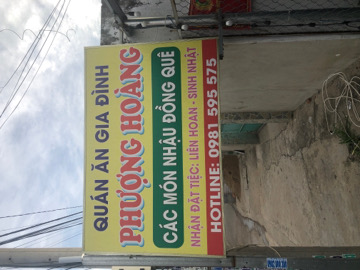 QUÁN ĂN GIA ĐÌNH
PHƯỢNG HOÀNG
CÁC MÓN NHẬU ĐỒNG QUÊ
NHẬN ĐẶT TIỆC: LIÊN HOAN - SINH NHẬT
HOTLINE: 0981 595 575